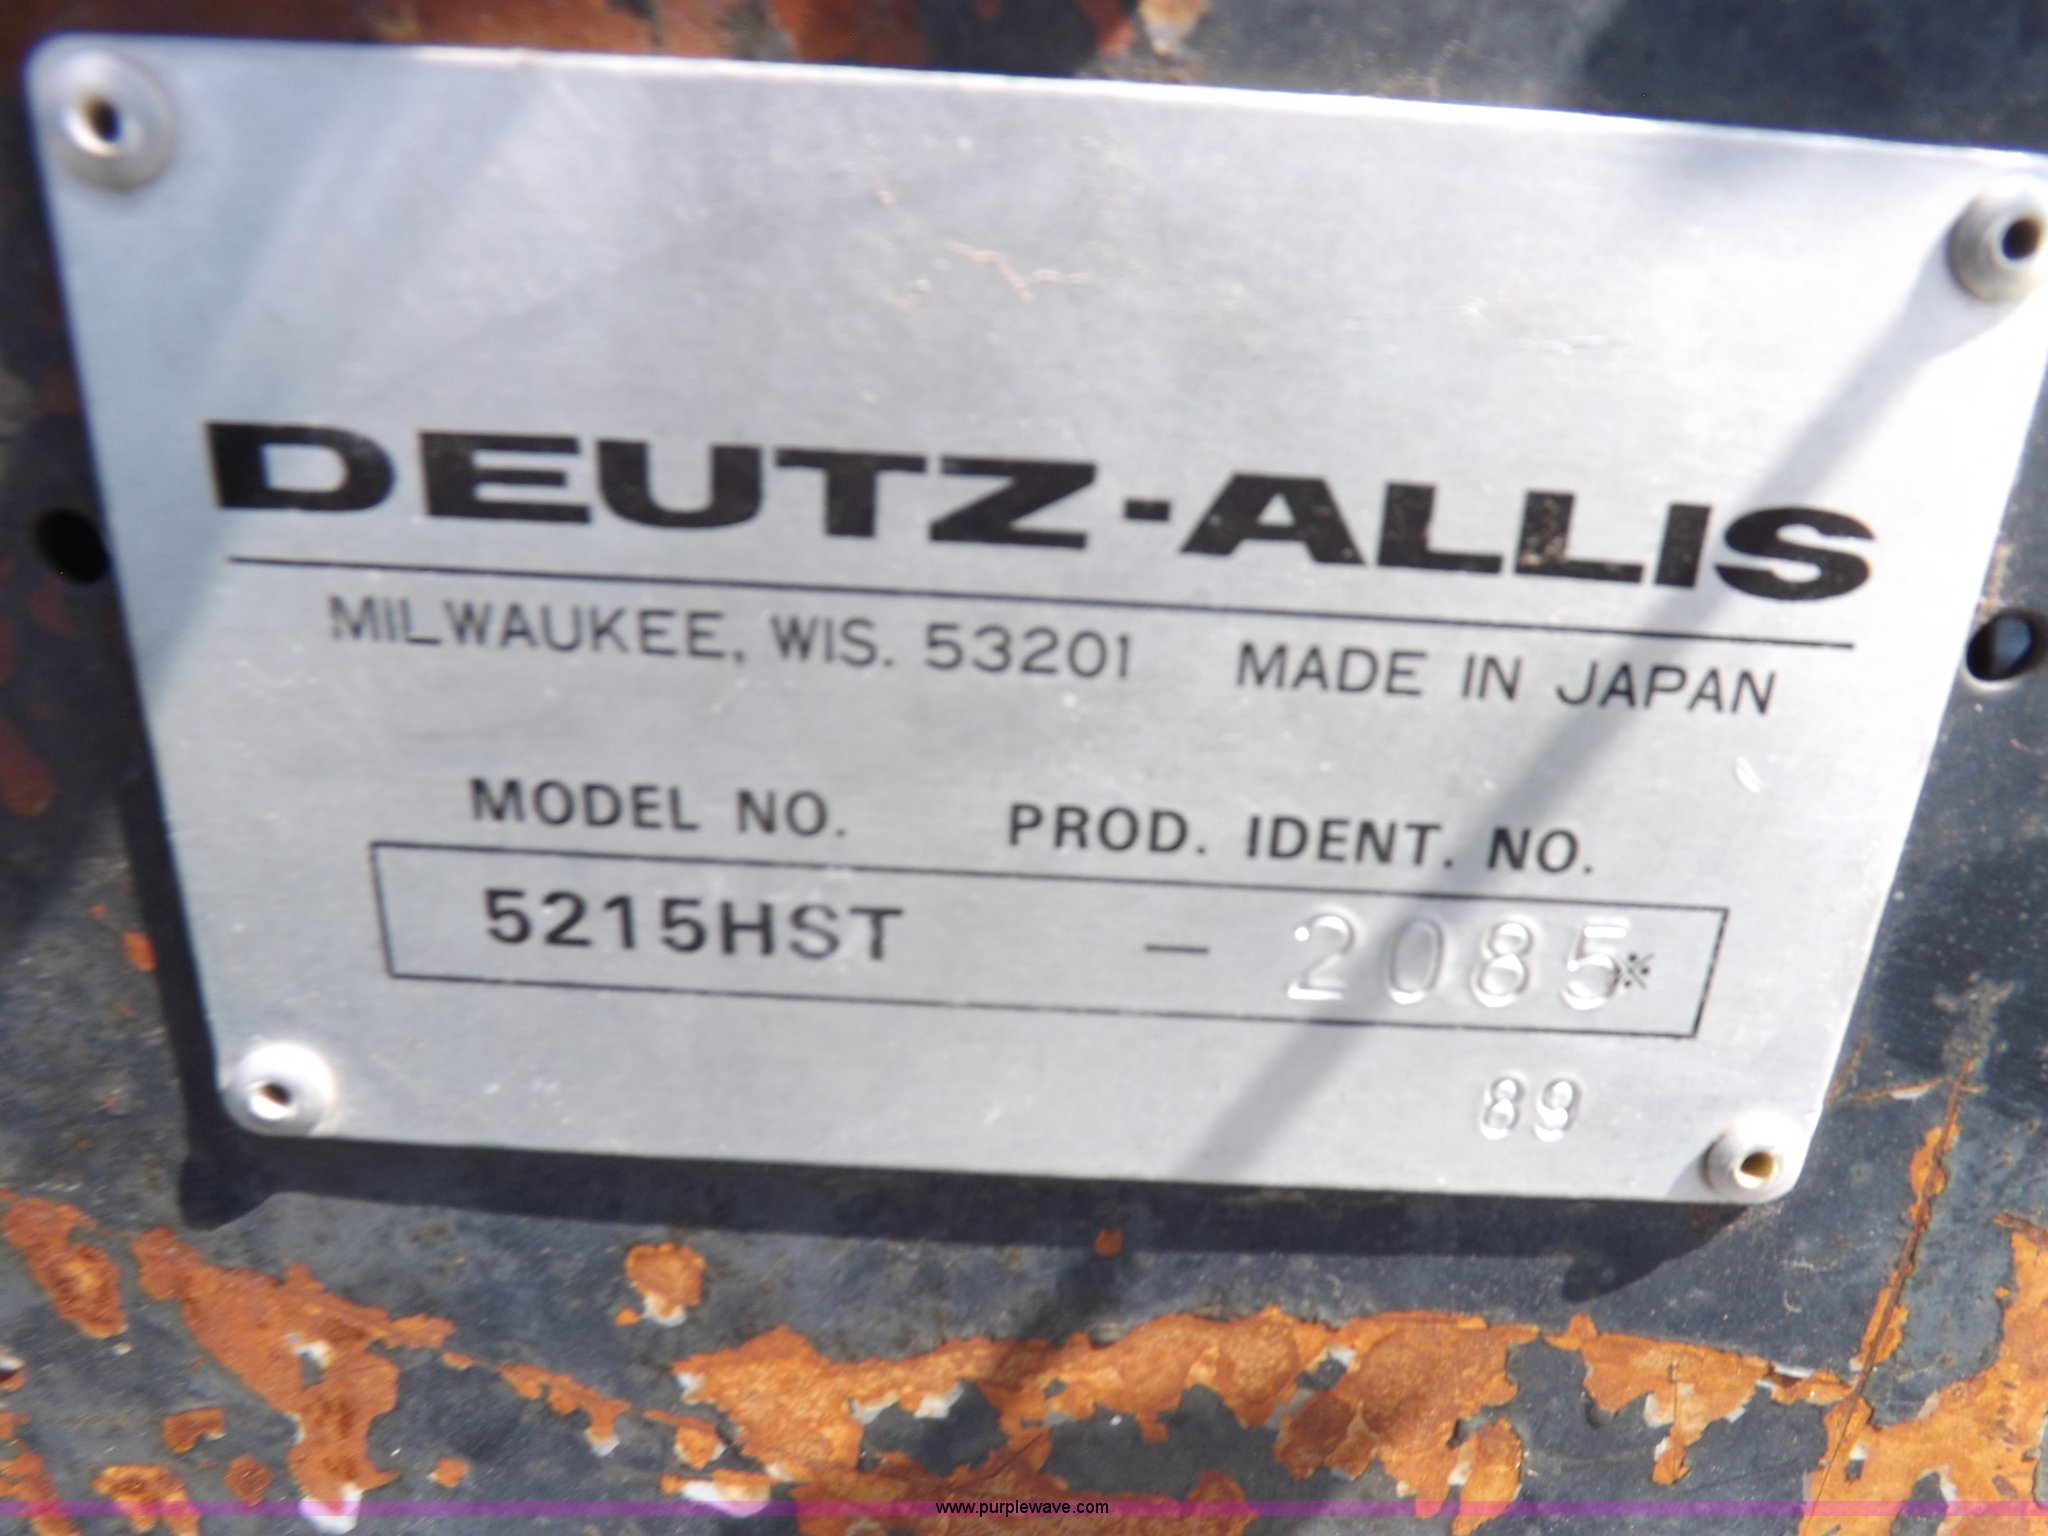 DEUTZ-ALLIS
MILWAUKEE, WIS. 53201 MADE IN JAPAN
MODEL NO. PROD. IDENT. NO.
5215HST – 2085※
89
www.purplewave.com